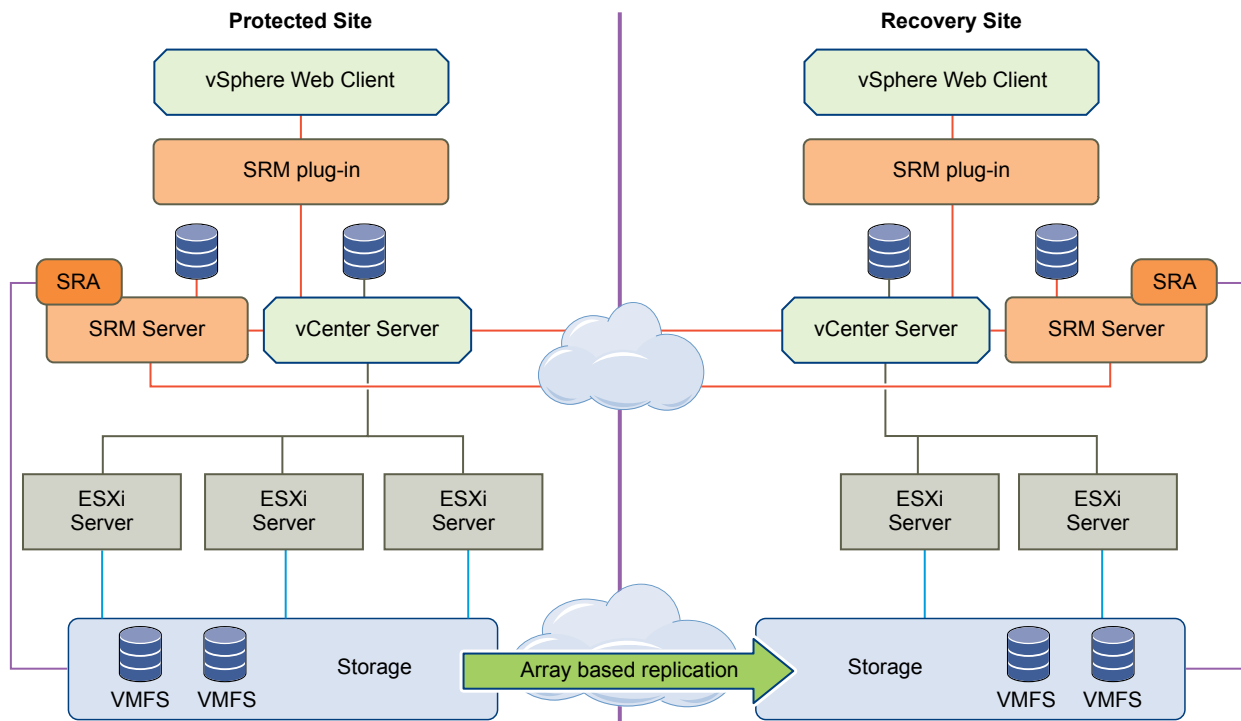 Protected Site
Recovery Site
vSphere Web Client
vSphere Web Client
SRM plug-in
SRM plug-in
SRA
SRA
SRM Server
vCenter Server
vCenter Server
SRM Server
ESXi
Server
ESXi
Server
ESXi
Server
ESXi
Server
ESXi
Server
Storage
Array based replication
Storage
VMFS
VMFS
VMFS
VMFS